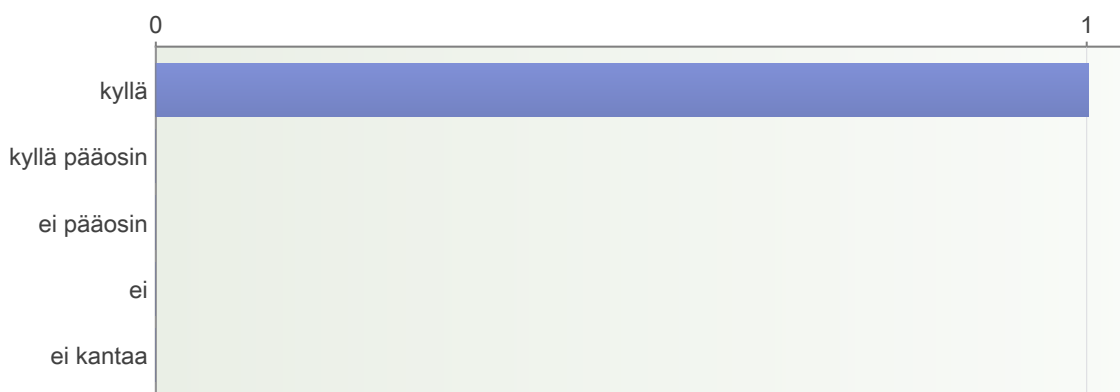 0 1
kyllä
kyllä pääosin
ei pääosin
ei
ei kantaa